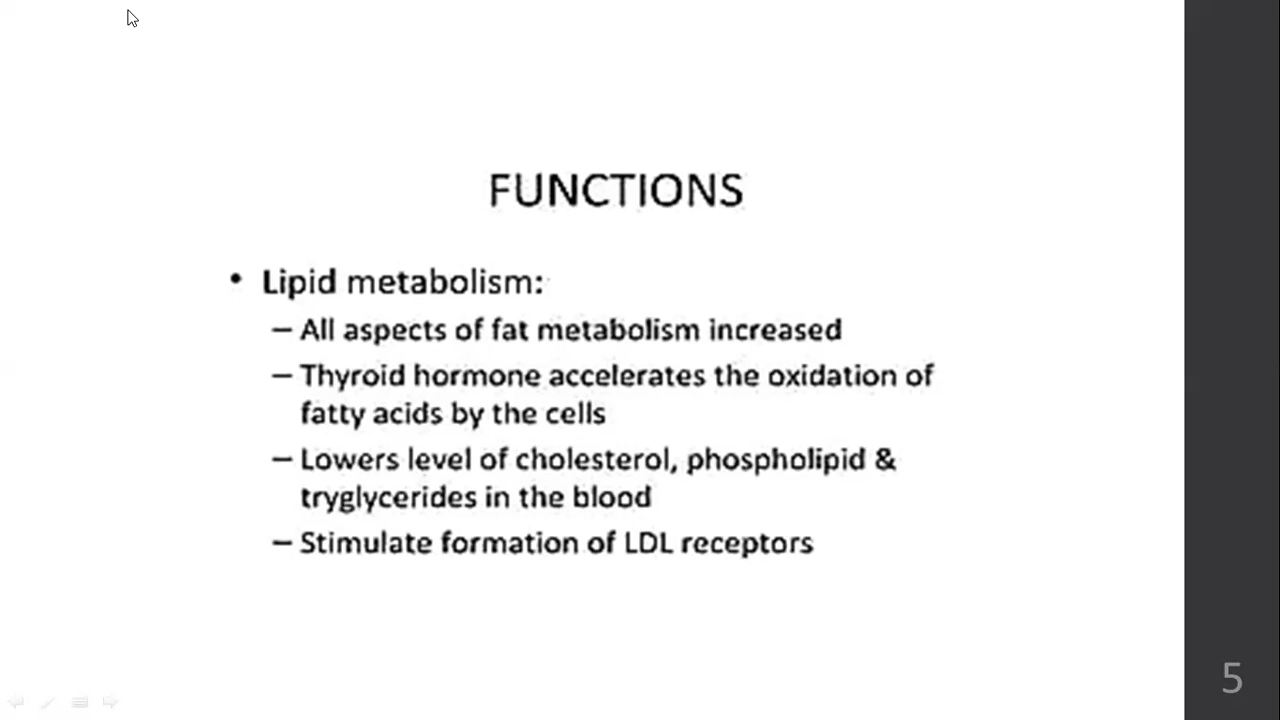 FUNCTIONS
• Lipid metabolism:
– All aspects of fat metabolism increased
– Thyroid hormone accelerates the oxidation of
fatty acids by the cells
– Lowers level of cholesterol, phospholipid &
tryglycerides in the blood
– Stimulate formation of LDL receptors
5